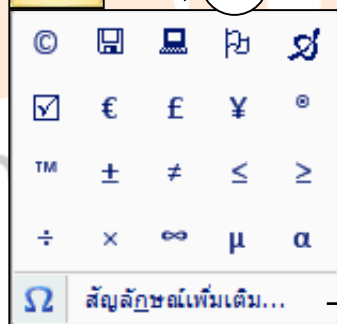 ©
€ £ ¥ ®
™ ± ≠ ≤ ≥
÷ × ∞ µ α
Ω สัญลักษณ์เพิ่มเติม...